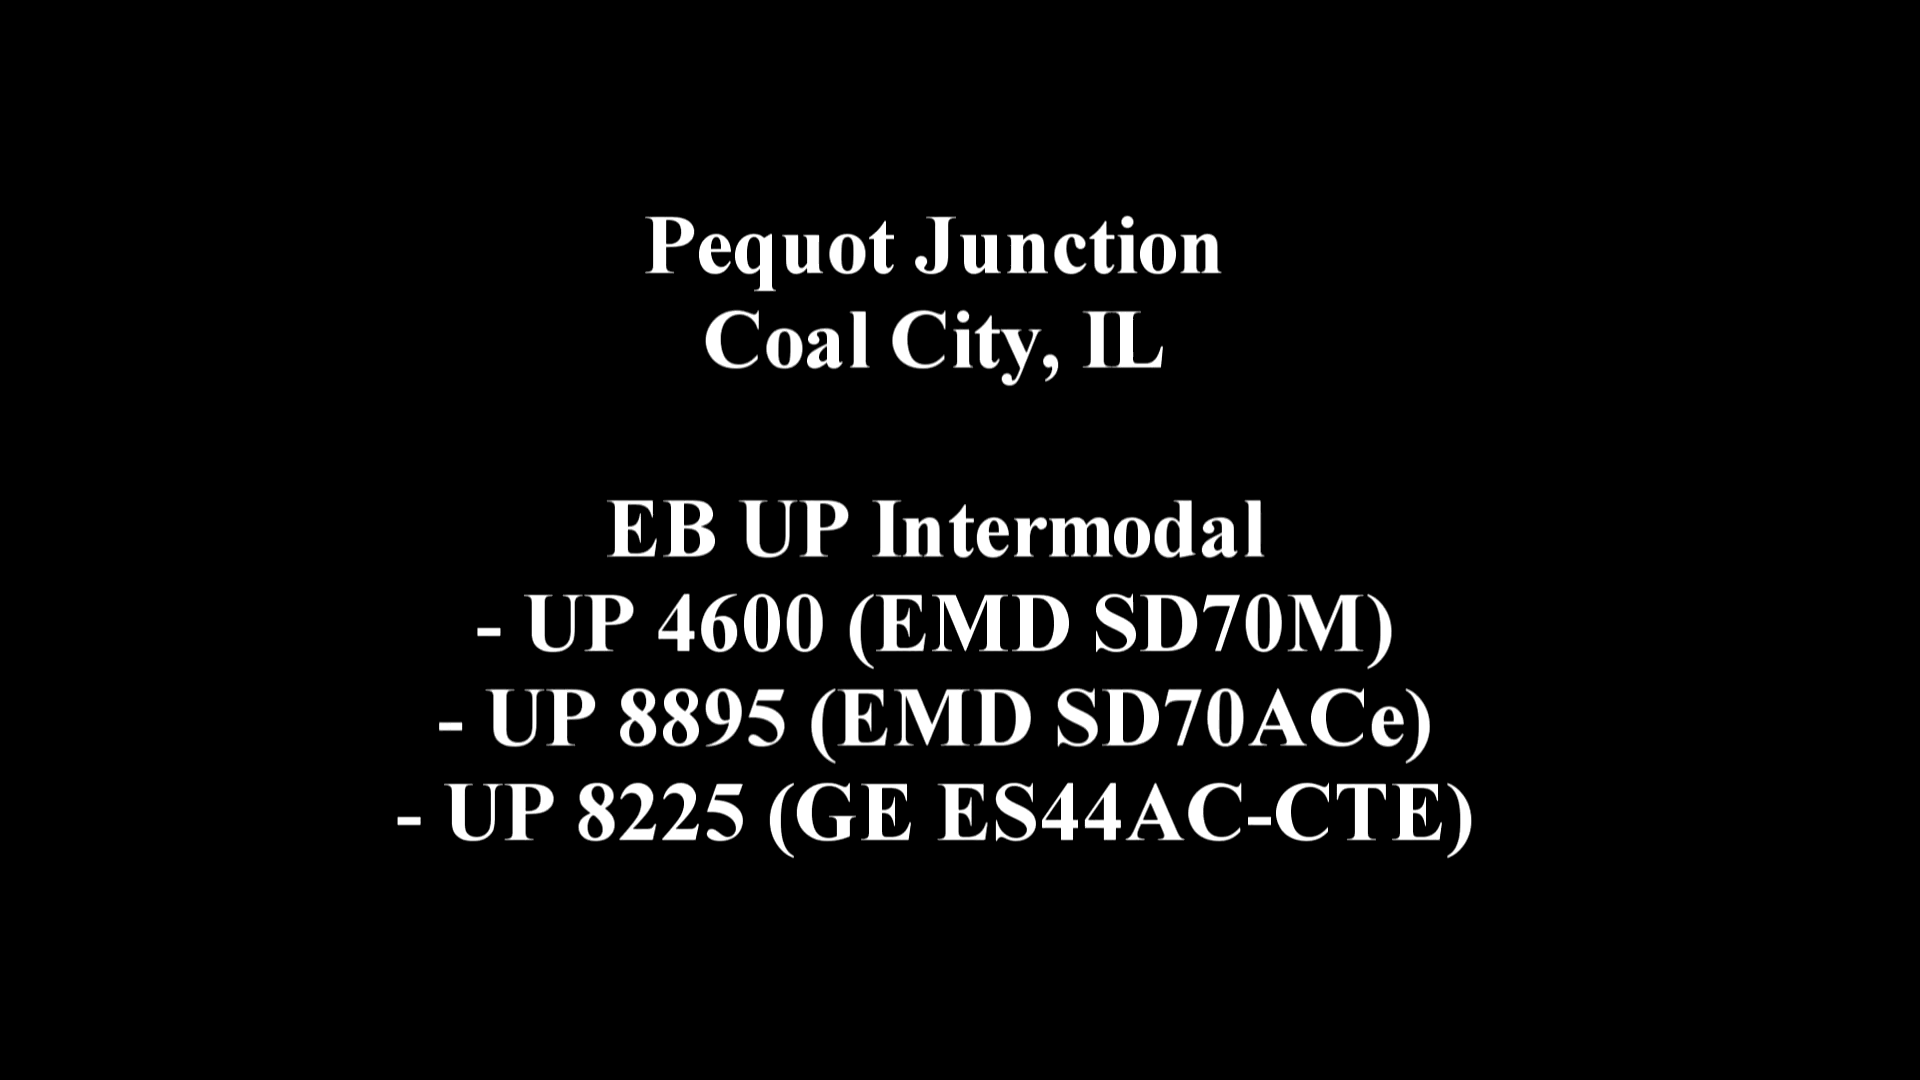 Pequot Junction
Coal City, IL
EB UP Intermodal
- UP 4600 (EMD SD70M)
- UP 8895 (EMD SD70ACe)
- UP 8225 (GE ES44AC-CTE)